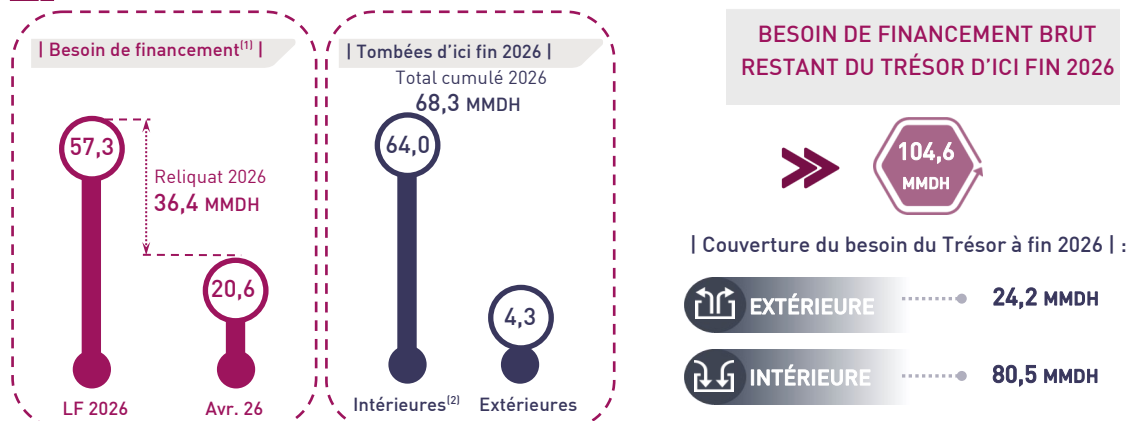 | Besoin de financement(1) |
57,3
Reliquat 2026
36,4 MMDH
20,6
LF 2026
Avr. 26
| Tombées d'ici fin 2026 |
Total cumulé 2026
68,3 MMDH
64,0
4,3
Intérieures(2)
Extérieures
BESOIN DE FINANCEMENT BRUT
RESTANT DU TRÉSOR D'ICI FIN 2026
104,6
MMDH
| Couverture du besoin du Trésor à fin 2026 | :
EXTÉRIEURE 24,2 MMDH
INTÉRIEURE 80,5 MMDH